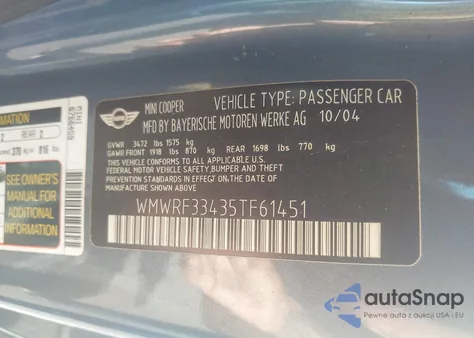 MINI COOPER
VEHICLE TYPE: PASSENGER CAR
MFD BY BAYERISCHE MOTOREN WERKE AG 10/04
GVWR 3472 lbs 1575 kg
GAWR FRONT 1918 lbs 870 kg REAR 1698 lbs 770 kg
THIS VEHICLE CONFORMS TO ALL APPLICABLE U.S.
FEDERAL MOTOR VEHICLE SAFETY, BUMPER AND THEFT
PREVENTION STANDARDS IN EFFECT ON THE DATE OF
MANUFACTURE SHOWN ABOVE.
WMWRF33435TF61451
REAR 2
SEE OWNER'S
MANUAL FOR
ADDITIONAL
INFORMATION
autoSnap
Pewne auta z aukcji USA i EU